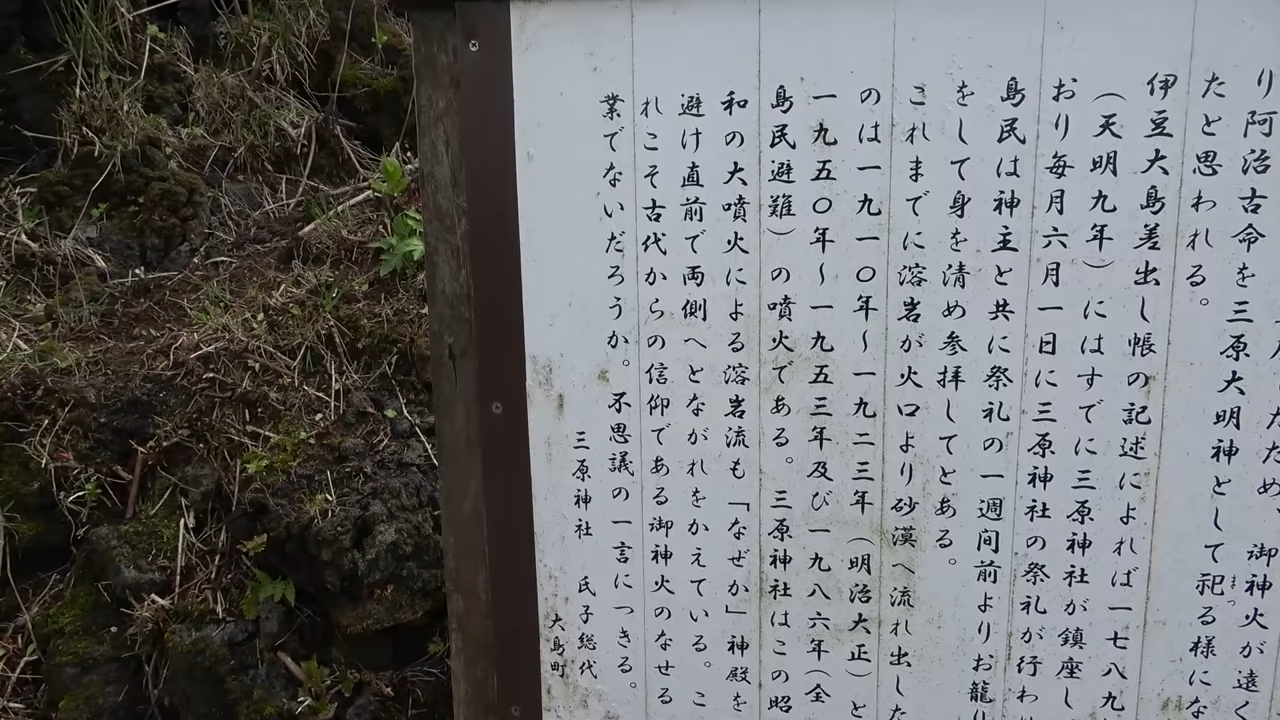 り阿治古命を三原大明神として祀る様にな
まつ
たと思われる。
伊豆大島差出し帳の記述によれば一七八九
（天明九年）にはすでに三原神社が鎮座し
おり毎月六月一日に三原神社の祭礼が行わ
島民は神主と共に祭礼の一週間前よりお籠り
をして身を清め参拝してとある。
これまでに溶岩が火口より砂漠へ流れ出した
のは一九一〇年～一九二三年（明治大正）と
一九五〇年～一九五三年及び一九八六年（全
島民避難）の噴火である。三原神社はこの昭
和の大噴火による溶岩流も「なぜか」神殿を
避け直前で両側へとながれをかえている。こ
れこそ古代からの信仰である御神火のなせる
業でないだろうか。不思議の一言につきる。
三原神社 氏子総代
大島町